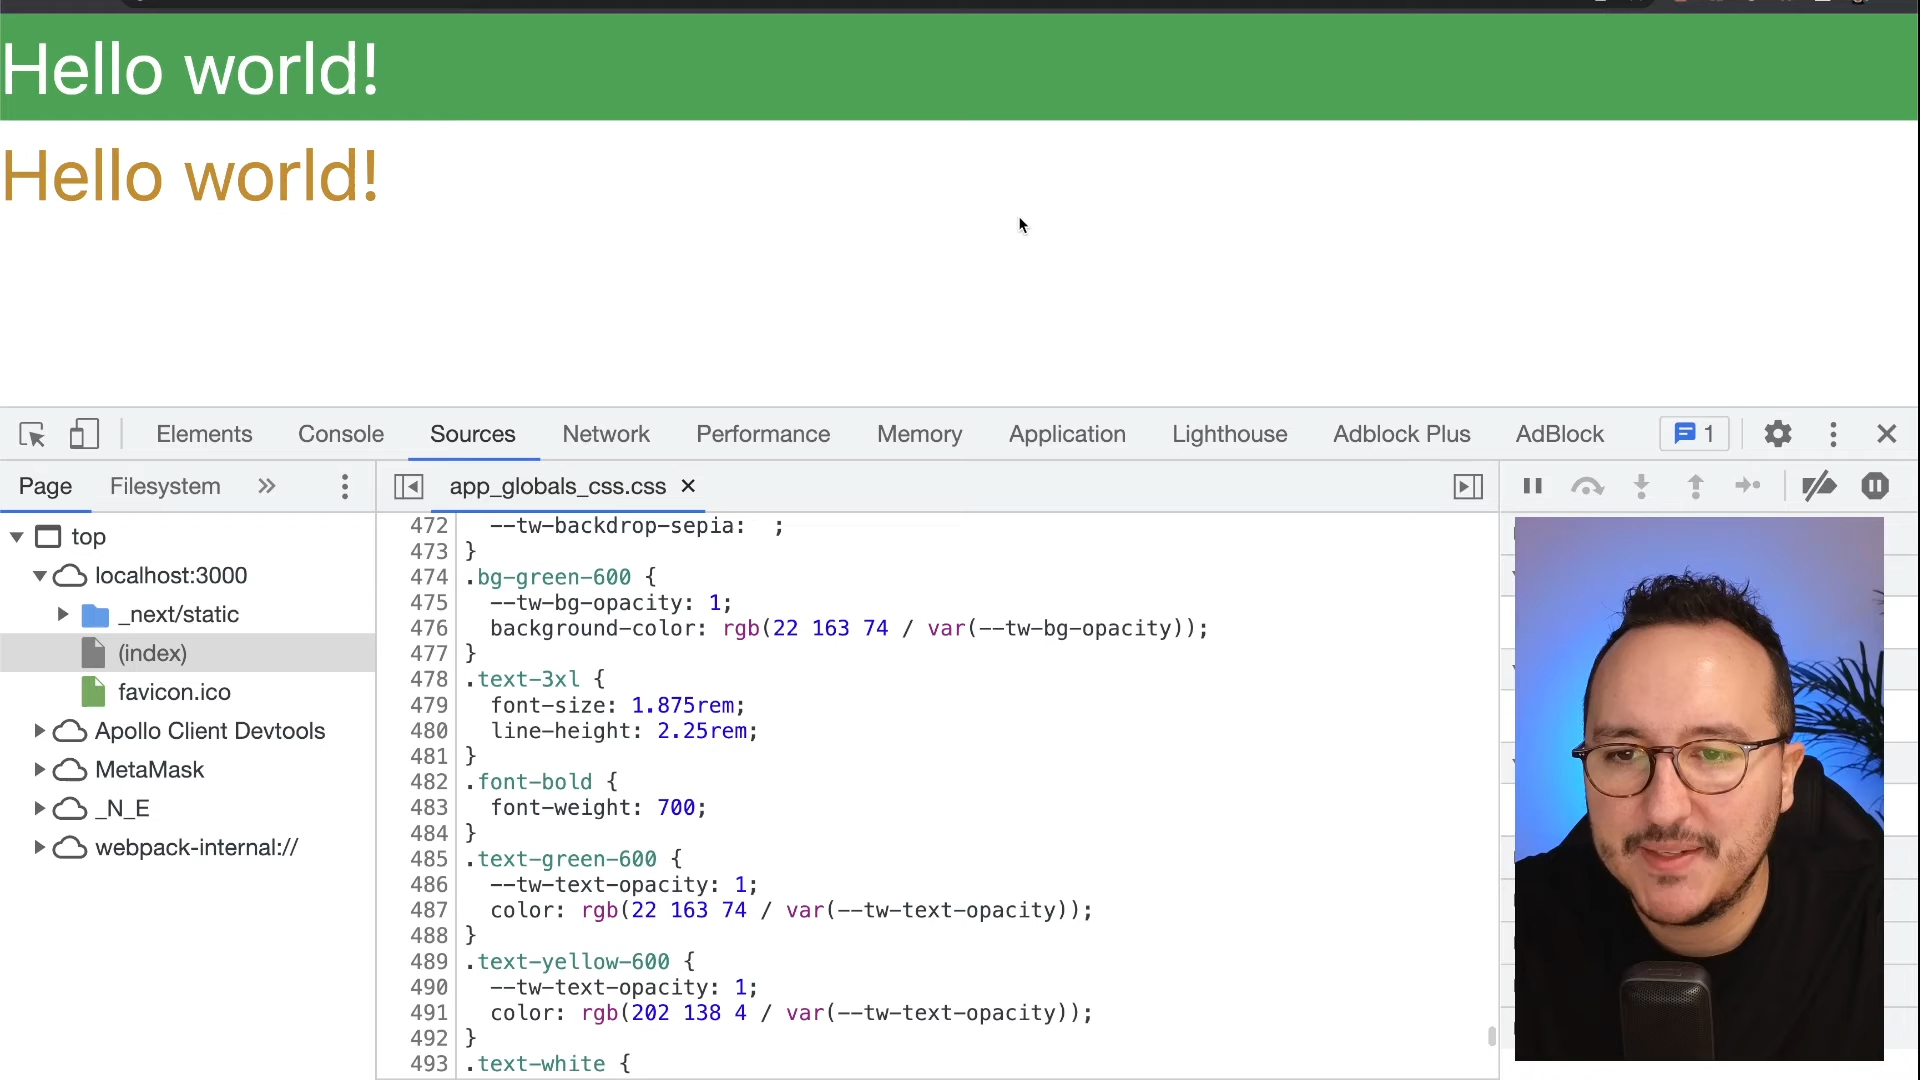 Hello world!
Hello world!
Elements Console Sources Network Performance Memory Application Lighthouse Adblock Plus AdBlock 1
Page Filesystem
app_globals_css.css
top
localhost:3000
_next/static
(index)
favicon.ico
Apollo Client Devtools
MetaMask
_N_E
webpack-internal://
472 --tw-backdrop-sepia: ;
473 }
474 .bg-green-600 {
475 --tw-bg-opacity: 1;
476 background-color: rgb(22 163 74 / var(--tw-bg-opacity));
477 }
478 .text-3xl {
479 font-size: 1.875rem;
480 line-height: 2.25rem;
481 }
482 .font-bold {
483 font-weight: 700;
484 }
485 .text-green-600 {
486 --tw-text-opacity: 1;
487 color: rgb(22 163 74 / var(--tw-text-opacity));
488 }
489 .text-yellow-600 {
490 --tw-text-opacity: 1;
491 color: rgb(202 138 4 / var(--tw-text-opacity));
492 }
493 .text-white {